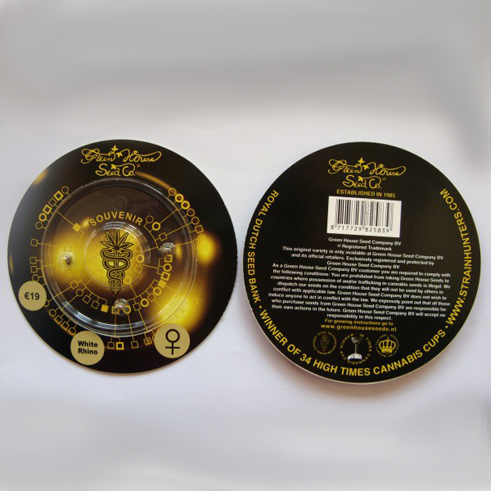 Green House
Seed Co.
SOUVENIR
€19
White
Rhino
Green House
Seed Co.
ESTABLISHED IN 1985
8 717729 825839
Green House Seed Company BV
® Registered Trademark
This original variety is only available at Green House Seed Company BV
and its official retailers. Exclusively registered and protected by
Green House Seed Company BV
As a Green House Seed Company BV customer you are required to comply with
the following conditions. You are prohibited from taking Green House Seeds to
countries where possession of and/or trafficking in cannabis seeds is illegal. We
dispatch our seeds on the condition that they will not be used by others in
conflict with applicable law. Green House Seed Company BV does not wish to
induce anyone to act in conflict with the law. We expressly point out that all those
who purchase seeds from Green House Seed Company BV are responsible for
their own actions in the future. Green House Seed Company BV will accept no
responsibility in this respect.
For growing instructions go to
www.greenhouseseeds.nl
ROYAL DUTCH SEED BANK • WINNER OF 34 HIGH TIMES CANNABIS CUPS • WWW.STRAINHUNTERS.COM